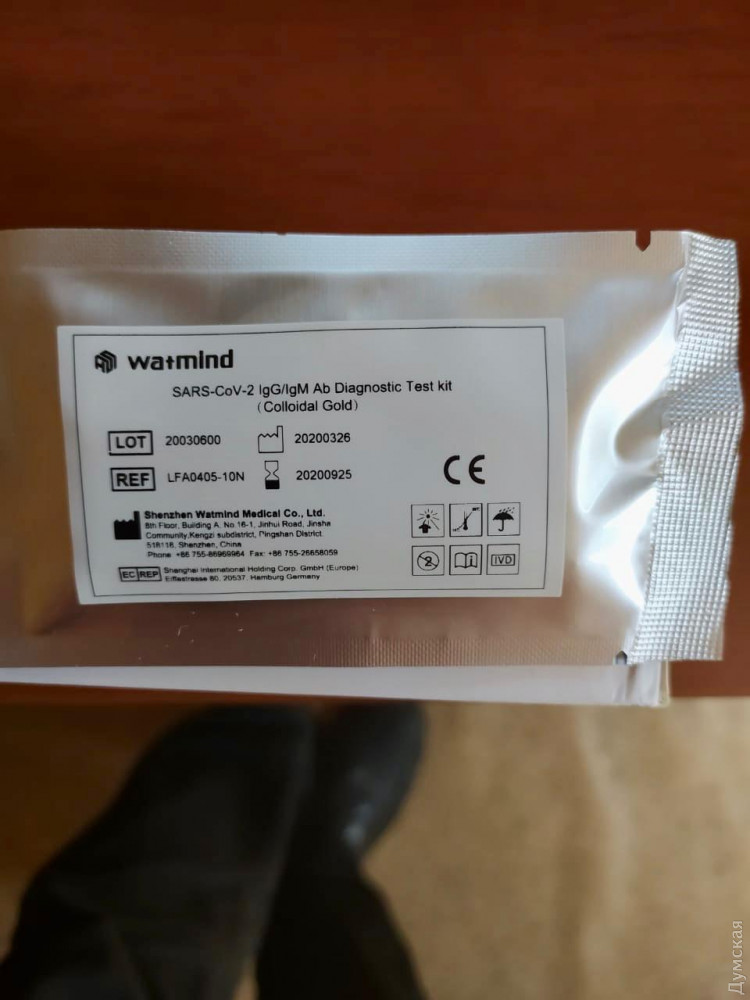 watmind
SARS-CoV-2 IgG/IgM Ab Diagnostic Test kit
(Colloidal Gold)
LOT 20030600 20200326
REF LFA0405-10N 20200925
CE
Shenzhen Watmind Medical Co., Ltd.
8th Floor, Building A, No.16-1, Jinhui Road, Jinsha
Community,Kengzi subdistrict, Pingshan District,
518118, Shenzhen, China
Phone: +86 755-86969964 Fax: +86 755-26658059
EC REP Shanghai International Holding Corp. GmbH (Europe)
Eiffestrasse 80, 20537, Hamburg Germany
2
IVD
Думская